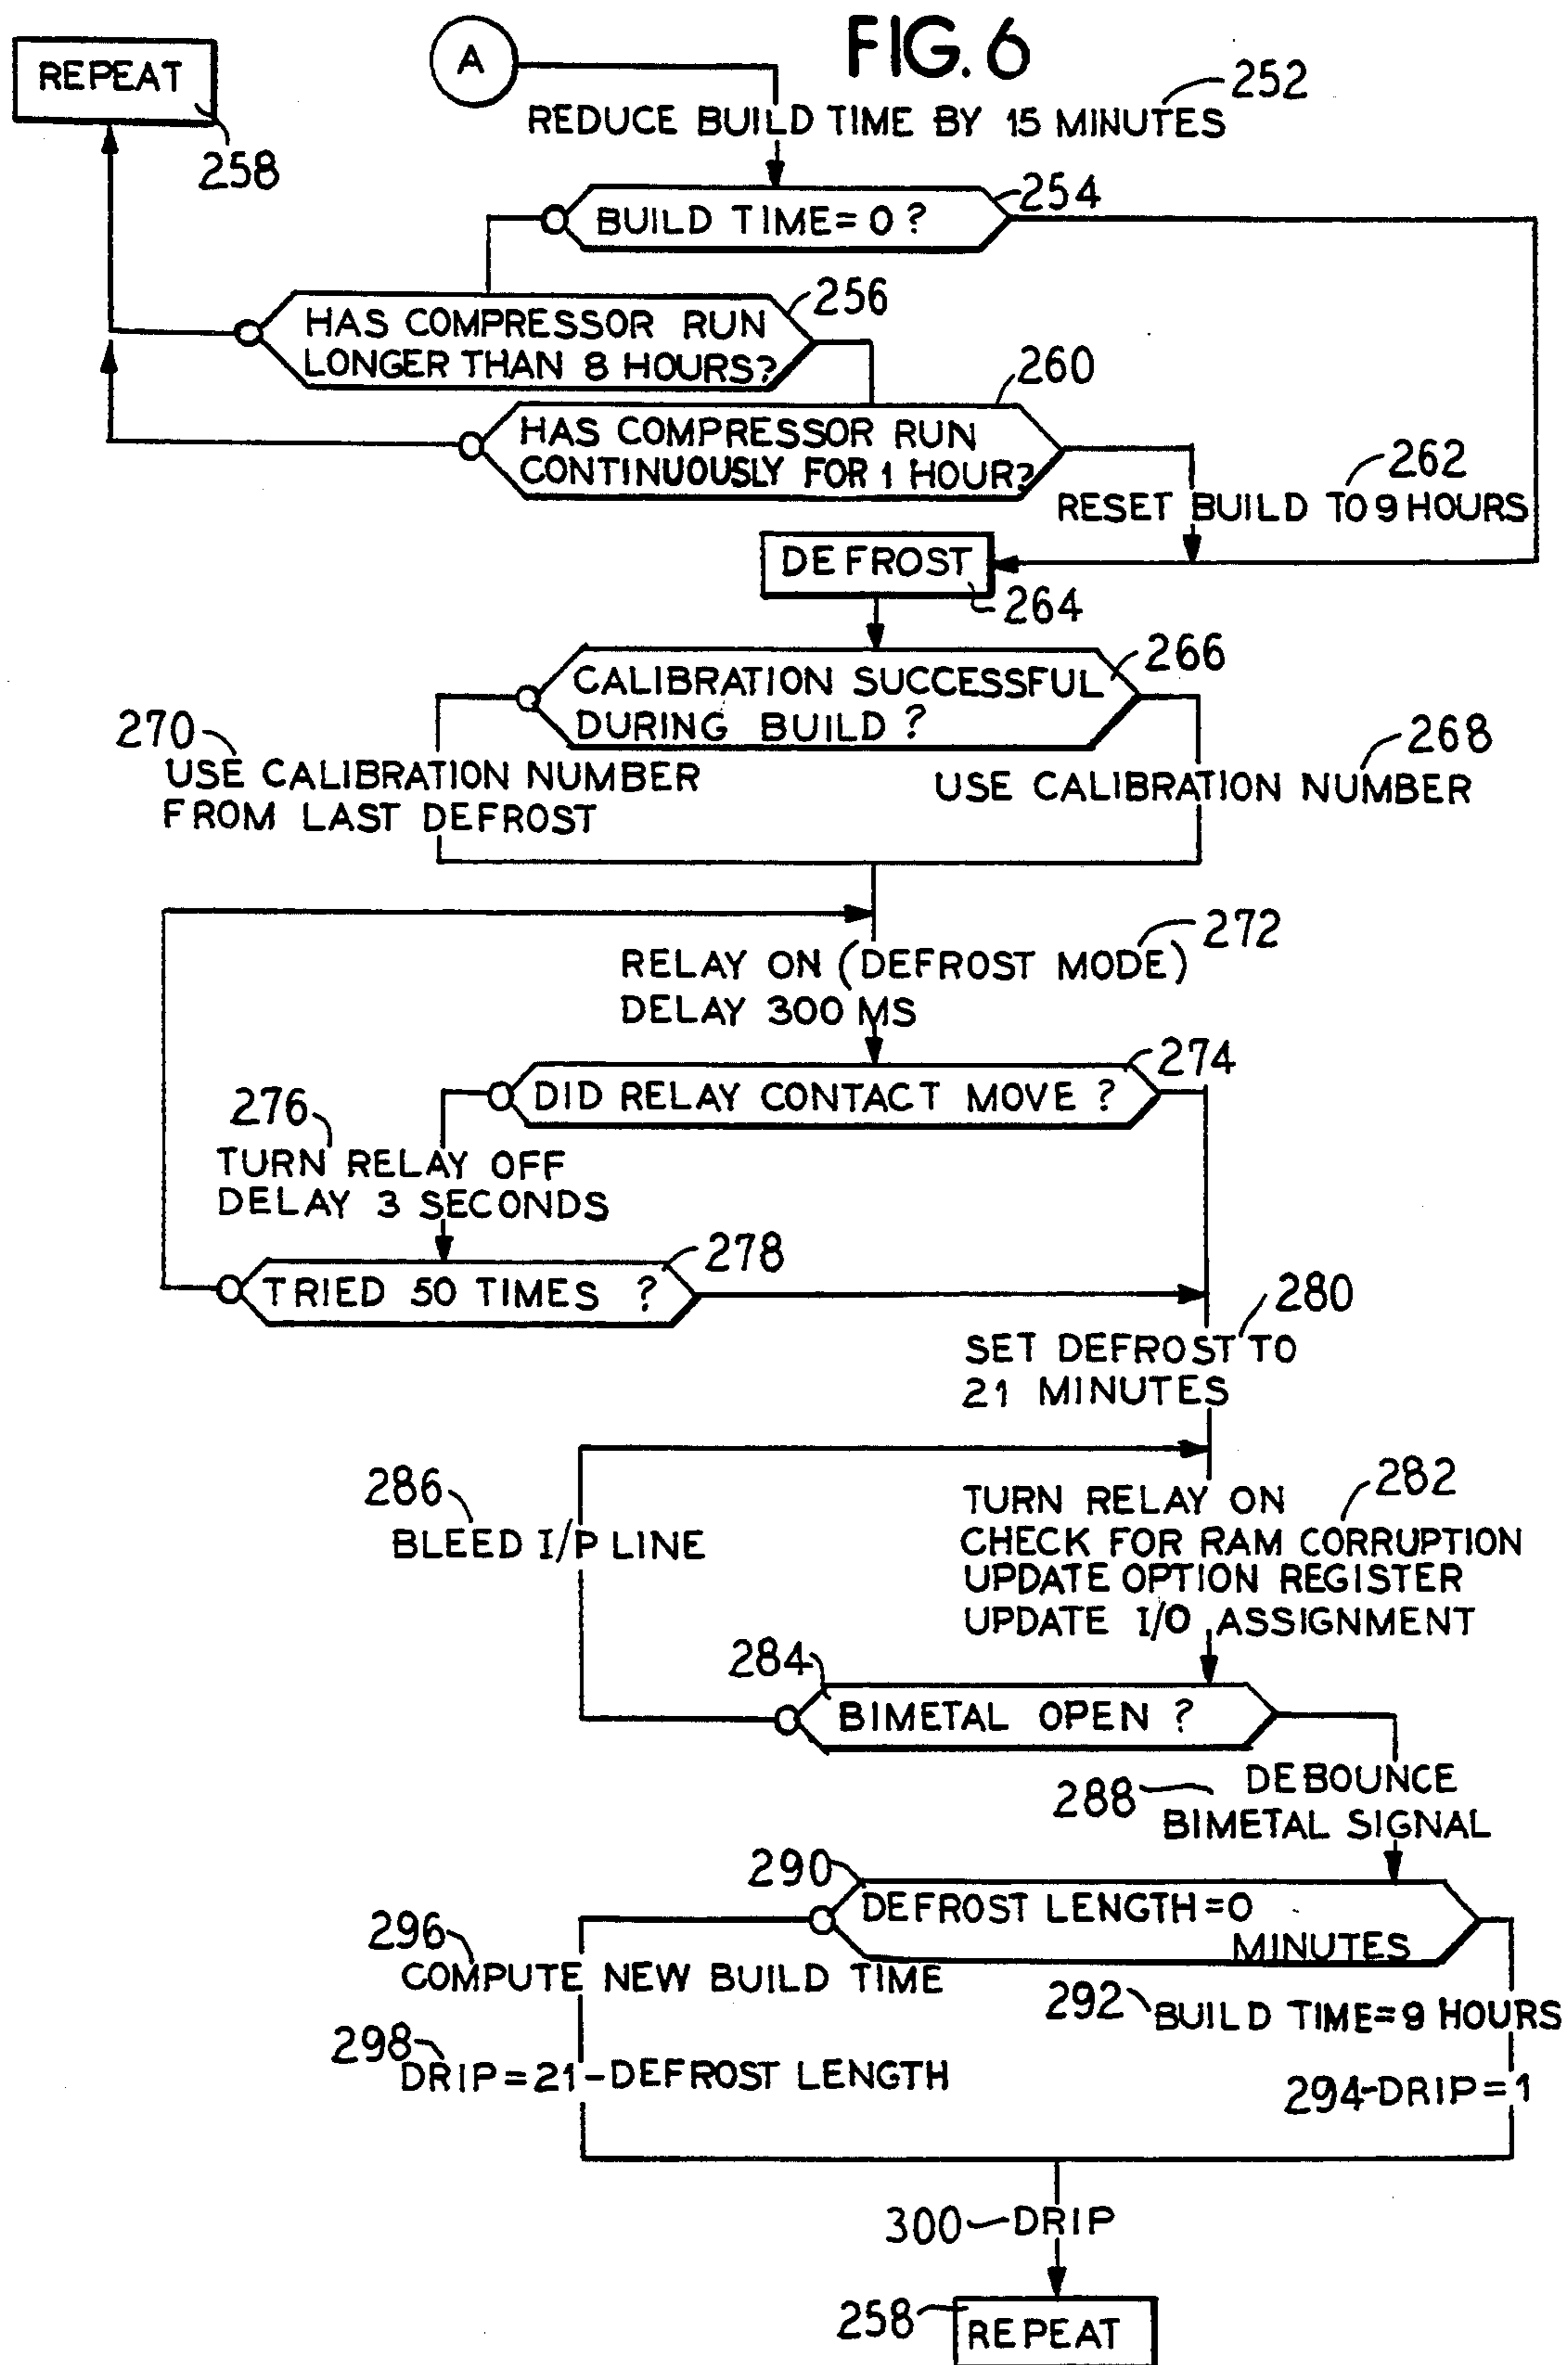 FIG. 6
REPEAT
258
A
252
REDUCE BUILD TIME BY 15 MINUTES
254
BUILD TIME=0?
256
HAS COMPRESSOR RUN
LONGER THAN 8 HOURS?
260
HAS COMPRESSOR RUN
CONTINUOUSLY FOR 1 HOUR?
262
RESET BUILD TO 9 HOURS
DEFROST
264
266
CALIBRATION SUCCESSFUL
DURING BUILD ?
270
USE CALIBRATION NUMBER
FROM LAST DEFROST
268
USE CALIBRATION NUMBER
272
RELAY ON (DEFROST MODE)
DELAY 300 MS
274
DID RELAY CONTACT MOVE ?
276
TURN RELAY OFF
DELAY 3 SECONDS
278
TRIED 50 TIMES ?
280
SET DEFROST TO
21 MINUTES
286
BLEED I/P LINE
282
TURN RELAY ON
CHECK FOR RAM CORRUPTION
UPDATE OPTION REGISTER
UPDATE I/O ASSIGNMENT
284
BIMETAL OPEN ?
288
DEBOUNCE
BIMETAL SIGNAL
290
DEFROST LENGTH=0
MINUTES
296
COMPUTE NEW BUILD TIME
292
BUILD TIME=9 HOURS
298
DRIP=21-DEFROST LENGTH
294-DRIP=1
300-DRIP
258
REPEAT